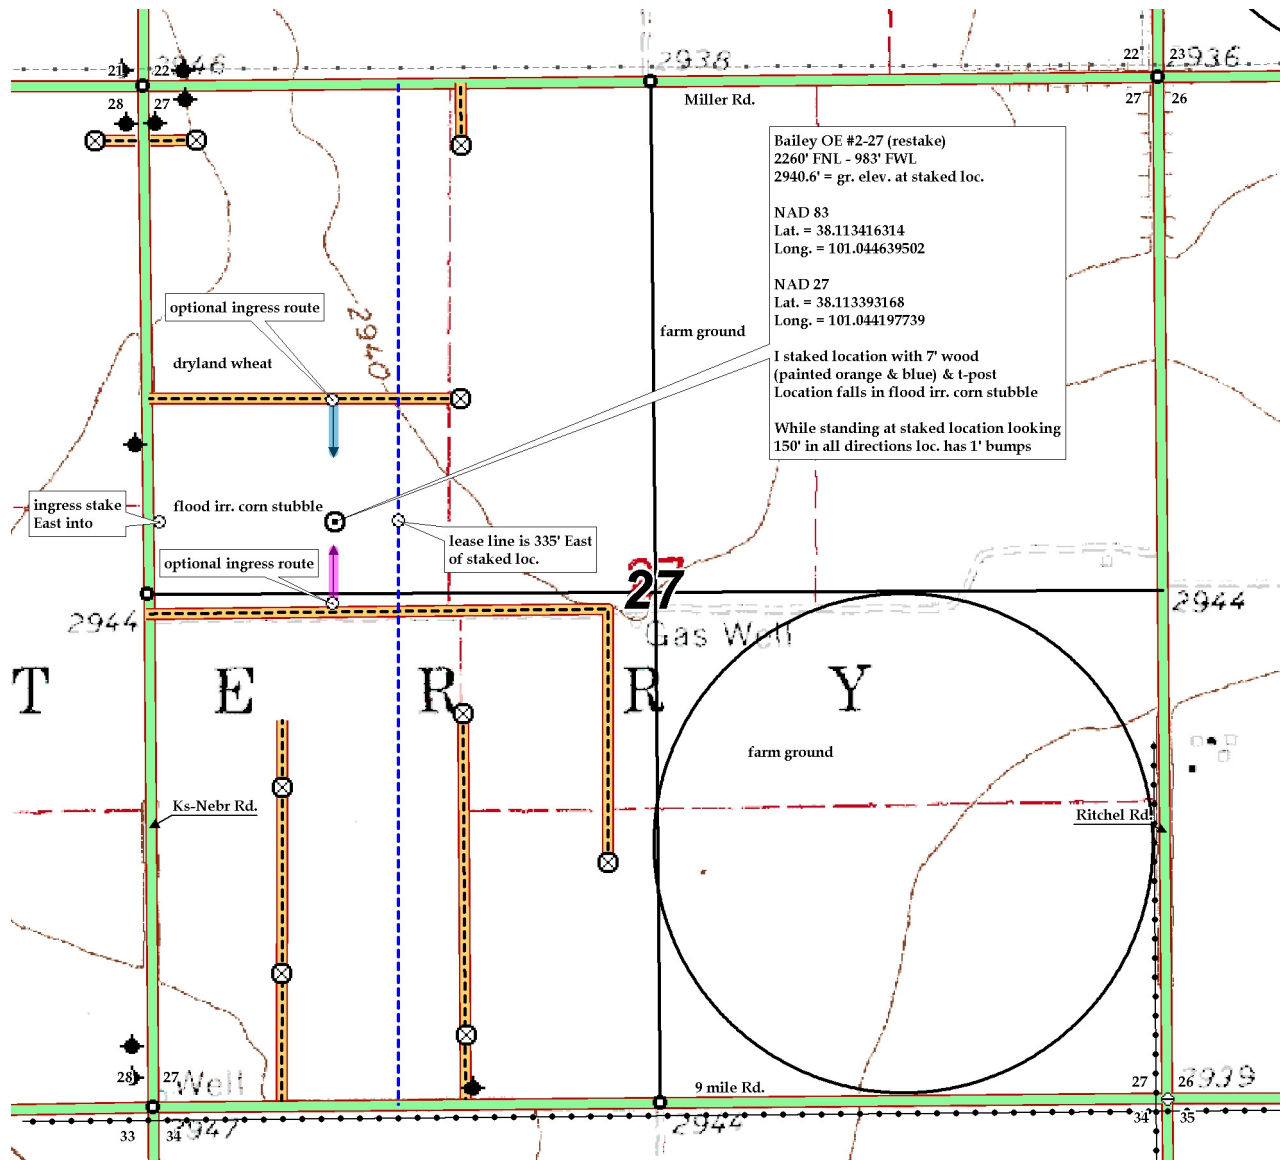 2946
2938
2936
21
22
22
23
28
27
27
26
Miller Rd.
Bailey OE #2-27 (restake)
2260' FNL - 983' FWL
2940.6' = gr. elev. at staked loc.
NAD 83
Lat. = 38.113416314
Long. = 101.044639502
NAD 27
Lat. = 38.113393168
Long. = 101.044197739
I staked location with 7' wood
(painted orange & blue) & t-post
Location falls in flood irr. corn stubble
While standing at staked location looking
150' in all directions loc. has 1' bumps
optional ingress route
2940
farm ground
dryland wheat
ingress stake
East into
flood irr. corn stubble
lease line is 335' East
of staked loc.
optional ingress route
27
27
2944
2944
Gas Well
T E R R Y
farm ground
Ks-Nebr Rd.
Ritchel Rd.
28
27
Well
9 mile Rd.
27
26
2939
33
34
2947
2944
34
35